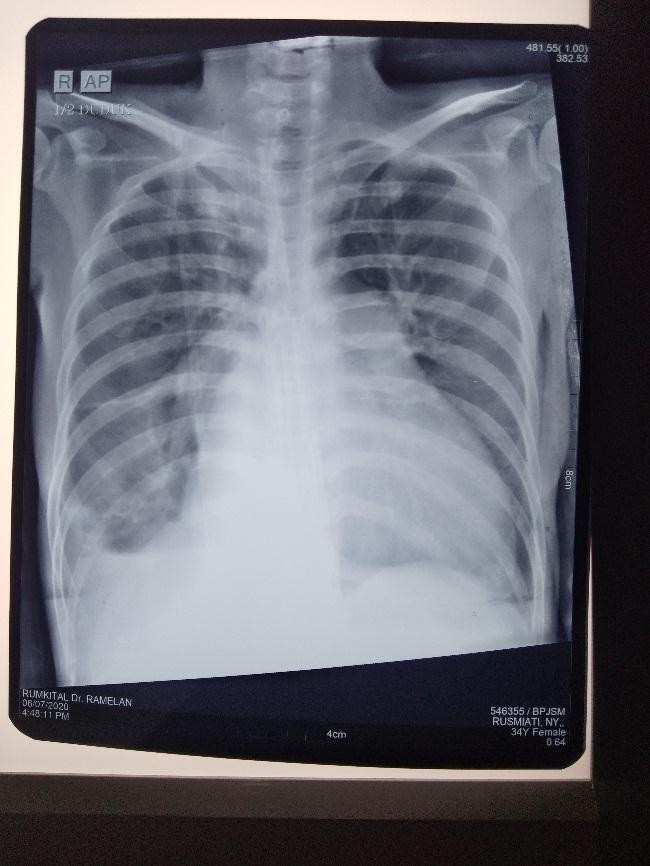 481.55( 1.00)
382.53
R AP
1/2 DUDUK
8cm
RUMKITAL Dr. RAMELAN
06/07/2020
4:48:11 PM
4cm
546355 / BPJSM
RUSMIATI, NY,.
34Y Female
0.64